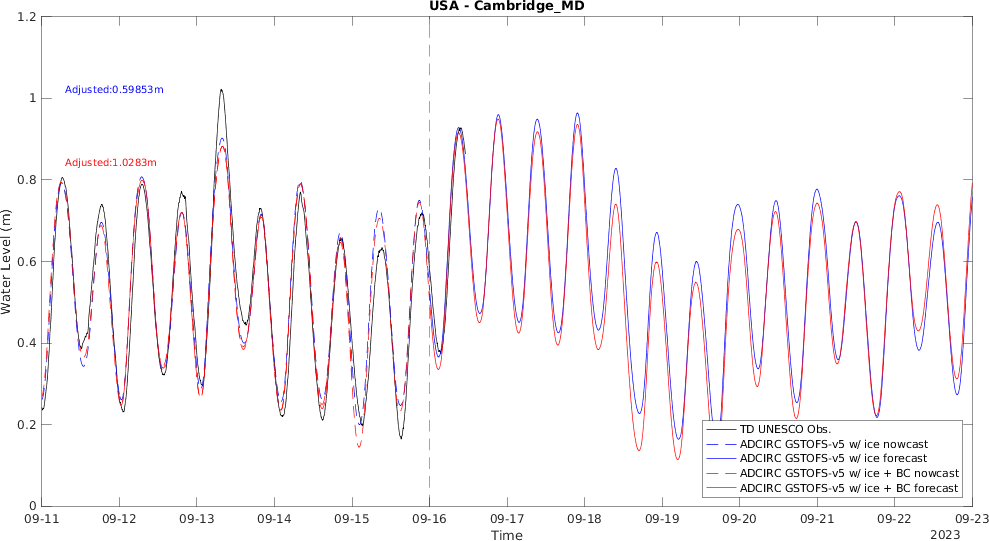 USA - Cambridge_MD
Water Level (m)
1.2
1
0.8
0.6
0.4
0.2
0
Adjusted:0.59853m
Adjusted:1.0283m
TD UNESCO Obs.
ADCIRC GSTOFS-v5 w/ ice nowcast
ADCIRC GSTOFS-v5 w/ ice forecast
ADCIRC GSTOFS-v5 w/ ice + BC nowcast
ADCIRC GSTOFS-v5 w/ ice + BC forecast
09-11 09-12 09-13 09-14 09-15 09-16 09-17 09-18 09-19 09-20 09-21 09-22 09-23
Time
2023